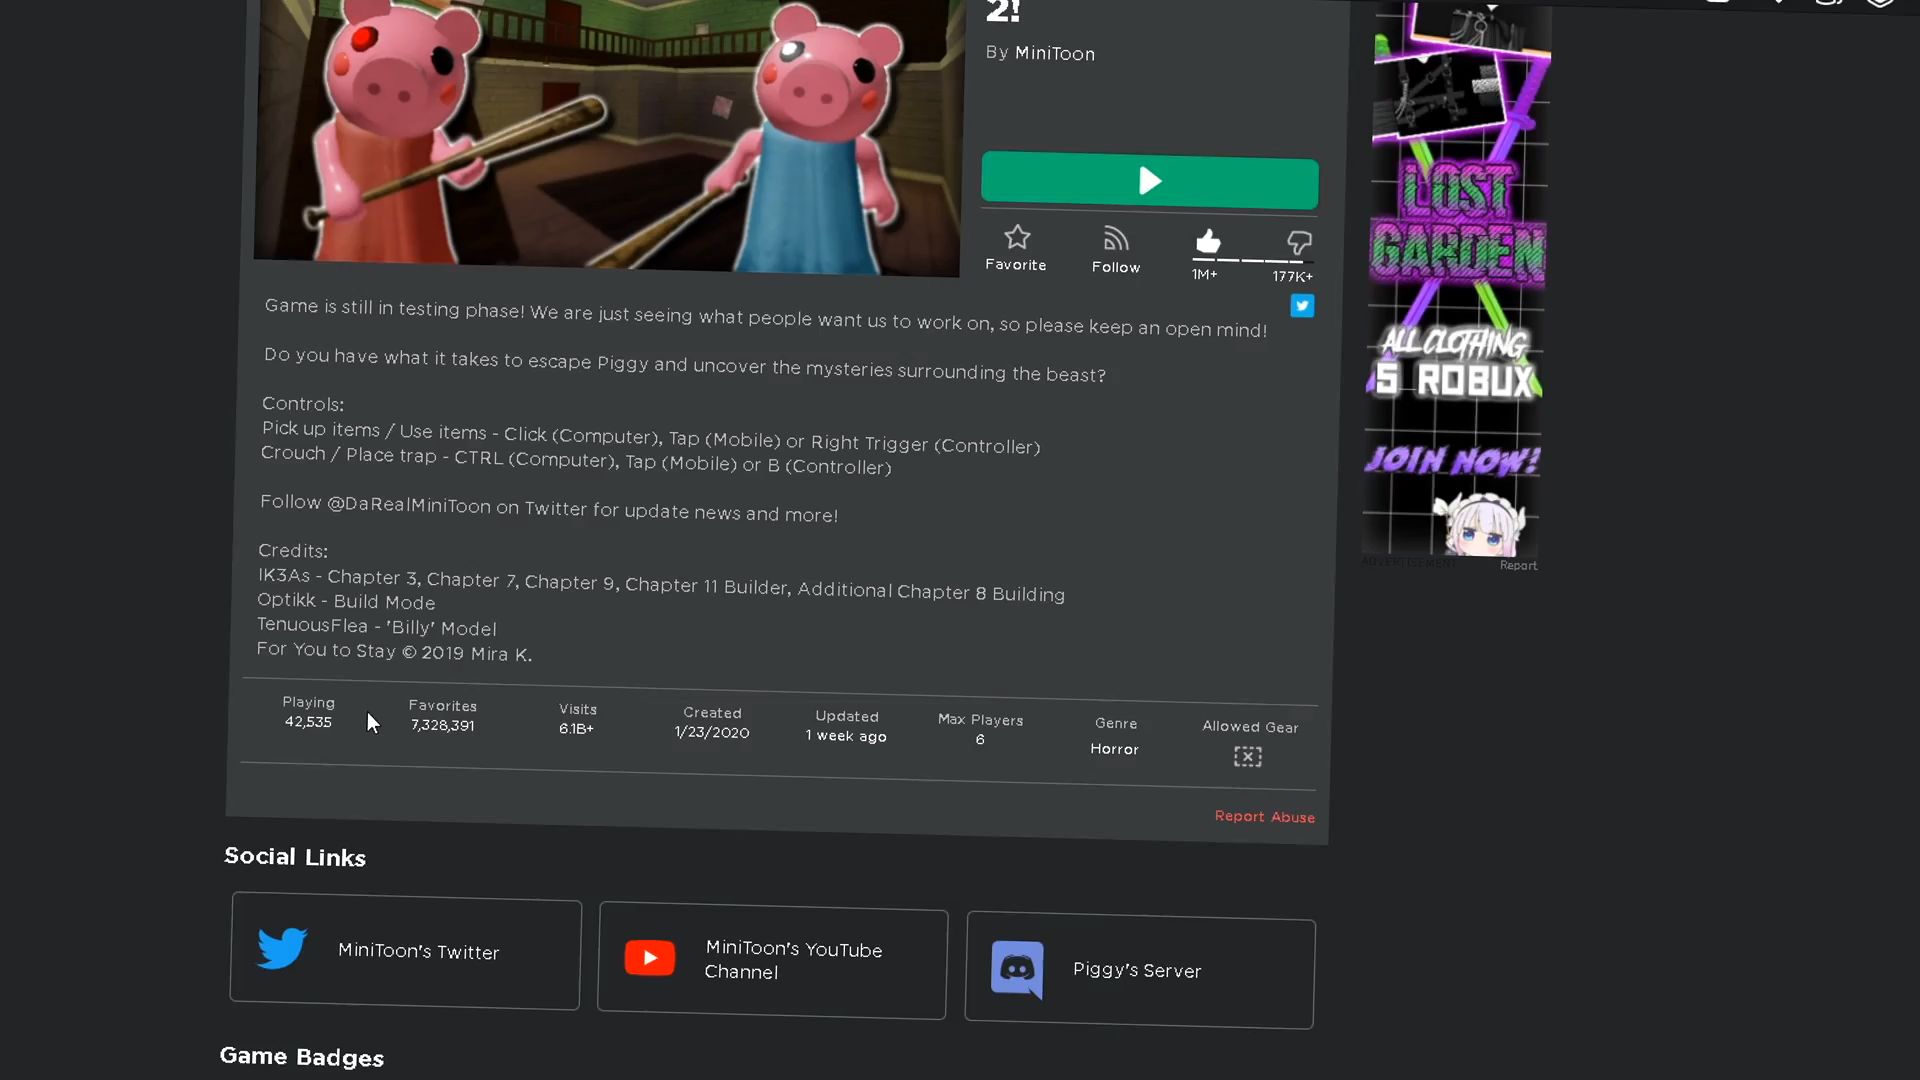 2!
By MiniToon
Favorite
Follow
1M+
177K+
Game is still in testing phase! We are just seeing what people want us to work on, so please keep an open mind!
Do you have what it takes to escape Piggy and uncover the mysteries surrounding the beast?
Controls:
Pick up items / Use items - Click (Computer), Tap (Mobile) or Right Trigger (Controller)
Crouch / Place trap - CTRL (Computer), Tap (Mobile) or B (Controller)
Follow @DaRealMiniToon on Twitter for update news and more!
Credits:
IK3As - Chapter 3, Chapter 7, Chapter 9, Chapter 11 Builder, Additional Chapter 8 Building
Optikk - Build Mode
TenuousFlea - 'Billy' Model
For You to Stay © 2019 Mira K.
Playing
42,535
Favorites
7,328,391
Visits
6.1B+
Created
1/23/2020
Updated
1 week ago
Max Players
6
Genre
Horror
Allowed Gear
Report Abuse
Social Links
MiniToon's Twitter
MiniToon's YouTube
Channel
Piggy's Server
Game Badges
LOST
GARDEN
ALL CLOTHING
5 ROBUX
JOIN NOW!
ADVERTISEMENT
Report